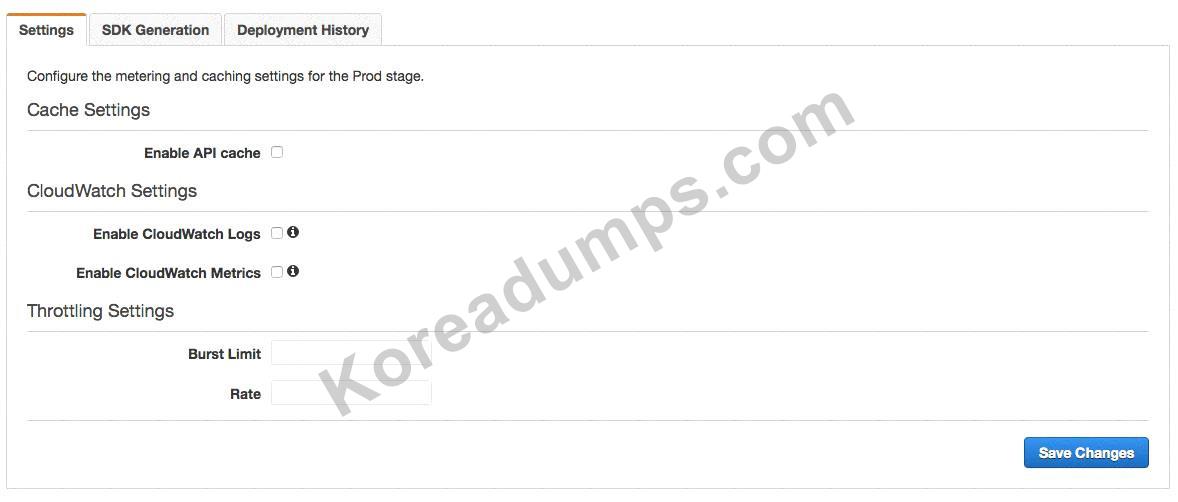 Settings
SDK Generation
Deployment History
Configure the metering and caching settings for the Prod stage.
Cache Settings
Enable API cache
CloudWatch Settings
Enable CloudWatch Logs
Enable CloudWatch Metrics
Throttling Settings
Burst Limit
Rate
Save Changes
Koreadumps.com